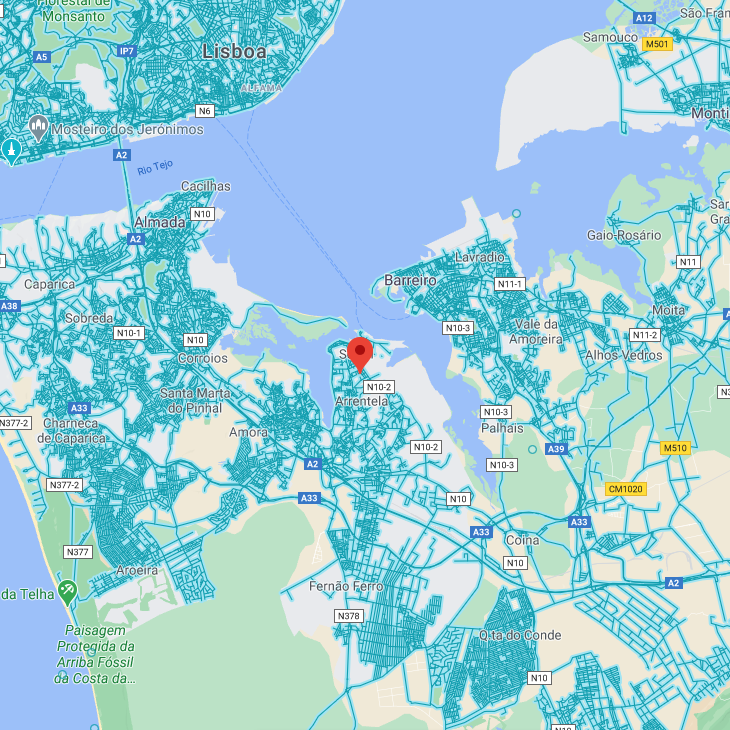 Florestal de
Monsanto
A12
São Fran
Samouco
M501
A5
IP7
Lisboa
ALFAMA
N6
Monti
Mosteiro dos Jerónimos
A2
Rio Tejo
Cacilhas
Almada
N10
A2
Gaio-Rosário
N11
Lavradio
Caparica
Barreiro
N11-1
A38
Moita
Sobreda
N10-1
N10-3
Vale da
Amoreira
N11-2
N10
Corroios
Alhos Vedros
N10-2
Santa Marta
do Pinhal
Arrentela
A33
N10-3
N377-2
Charneca
de Caparica
Amora
Palhais
N10-2
A39
M510
A2
N10-3
N377-2
CM1020
A33
N10
A33
A33
Coina
N377
N10
Aroeira
A2
da Telha
Fernão Ferro
N378
Paisagem
Protegida da
Arriba Fóssil
da Costa da...
Q.ta do Conde
N10